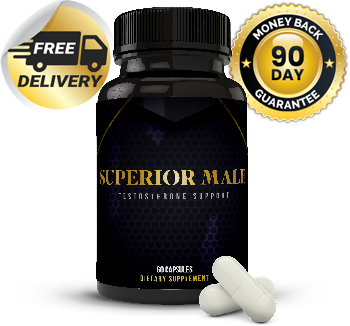 FREE
DELIVERY
MONEY BACK
90
DAY
GUARANTEE
SUPERIOR MALE
TESTOSTERONE SUPPORT
60 CAPSULES
DIETARY SUPPLEMENT